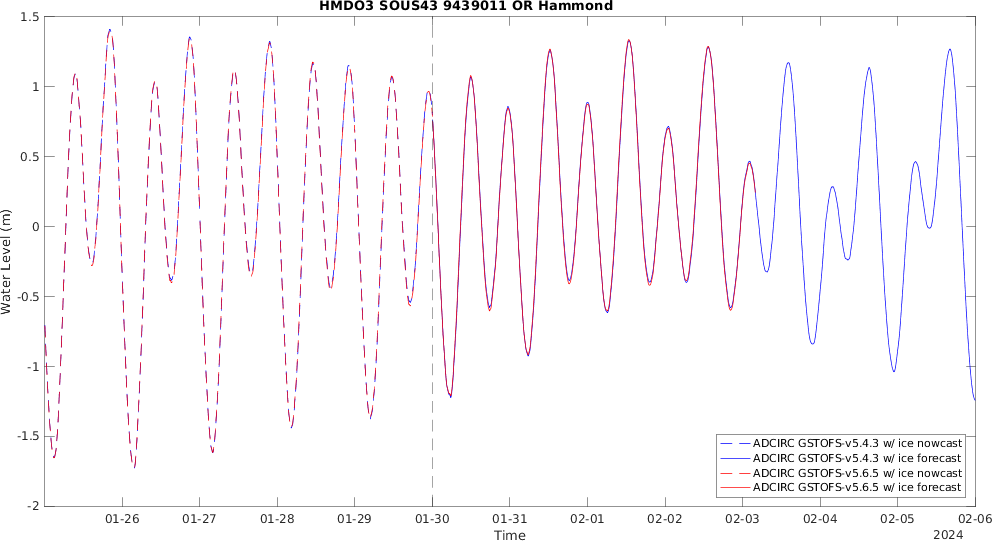 HMDO3 SOUS43 9439011 OR Hammond
1.5
1
0.5
0
-0.5
-1
-1.5
-2
Water Level (m)
ADCIRC GSTOFS-v5.4.3 w/ ice nowcast
ADCIRC GSTOFS-v5.4.3 w/ ice forecast
ADCIRC GSTOFS-v5.6.5 w/ ice nowcast
ADCIRC GSTOFS-v5.6.5 w/ ice forecast
01-26 01-27 01-28 01-29 01-30 01-31 02-01 02-02 02-03 02-04 02-05 02-06
Time
2024